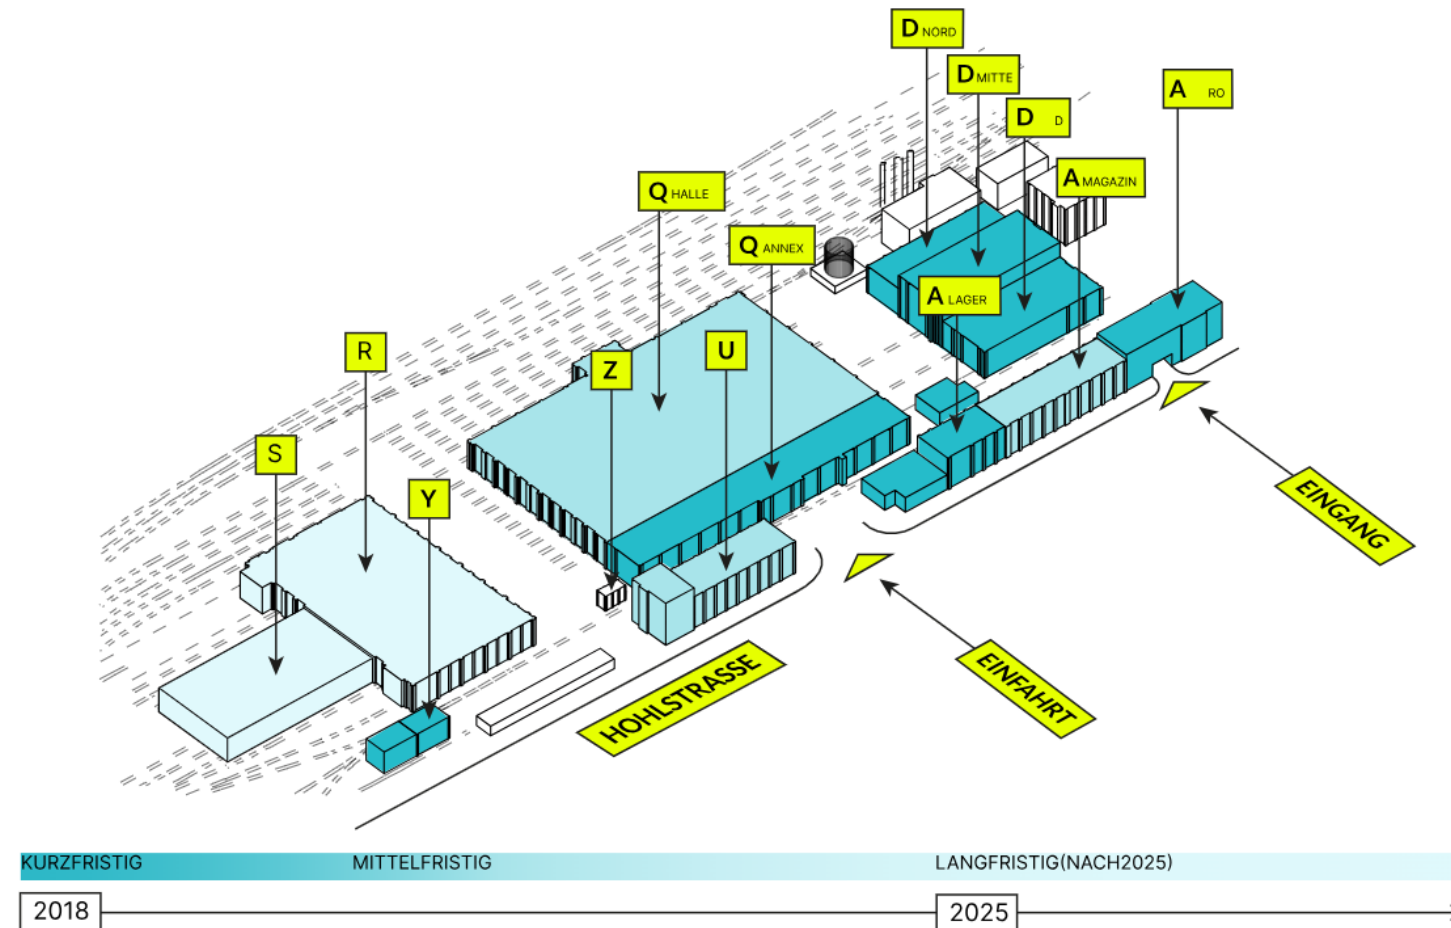 D NORD
D MITTE
A RO
D D
A MAGAZIN
Q HALLE
Q ANNEX
A LAGER
R
Z
U
S
Y
EINGANG
EINFAHRT
HOHLSTRASSE
KURZFRISTIG MITTELFRISTIG LANGFRISTIG(NACH2025)
2018 2025